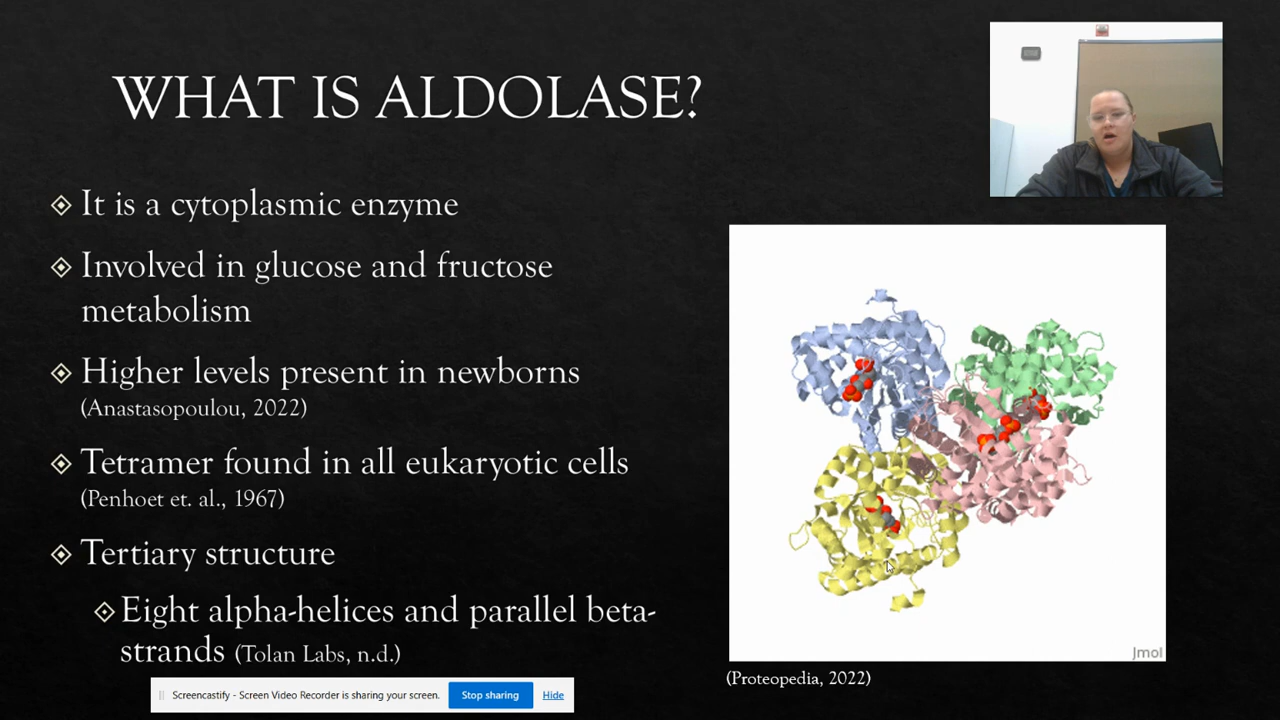 WHAT IS ALDOLASE?
It is a cytoplasmic enzyme
Involved in glucose and fructose
metabolism
Higher levels present in newborns
(Anastasopoulou, 2022)
Tetramer found in all eukaryotic cells
(Penhoet et. al., 1967)
Tertiary structure
Eight alpha-helices and parallel beta-
strands (Tolan Labs, n.d.)
Jmol
(Proteopedia, 2022)
Screencastify - Screen Video Recorder is sharing your screen. Stop sharing Hide